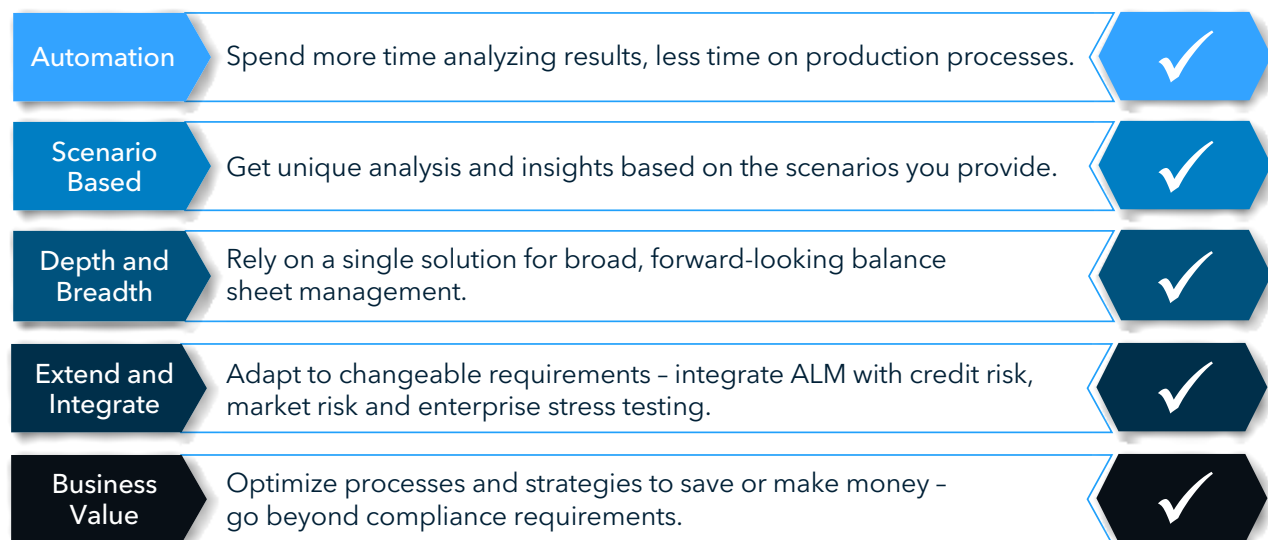 Automation
Spend more time analyzing results, less time on production processes.
Scenario
Based
Get unique analysis and insights based on the scenarios you provide.
Depth and
Breadth
Rely on a single solution for broad, forward-looking balance
sheet management.
Extend and
Integrate
Adapt to changeable requirements – integrate ALM with credit risk,
market risk and enterprise stress testing.
Business
Value
Optimize processes and strategies to save or make money –
go beyond compliance requirements.